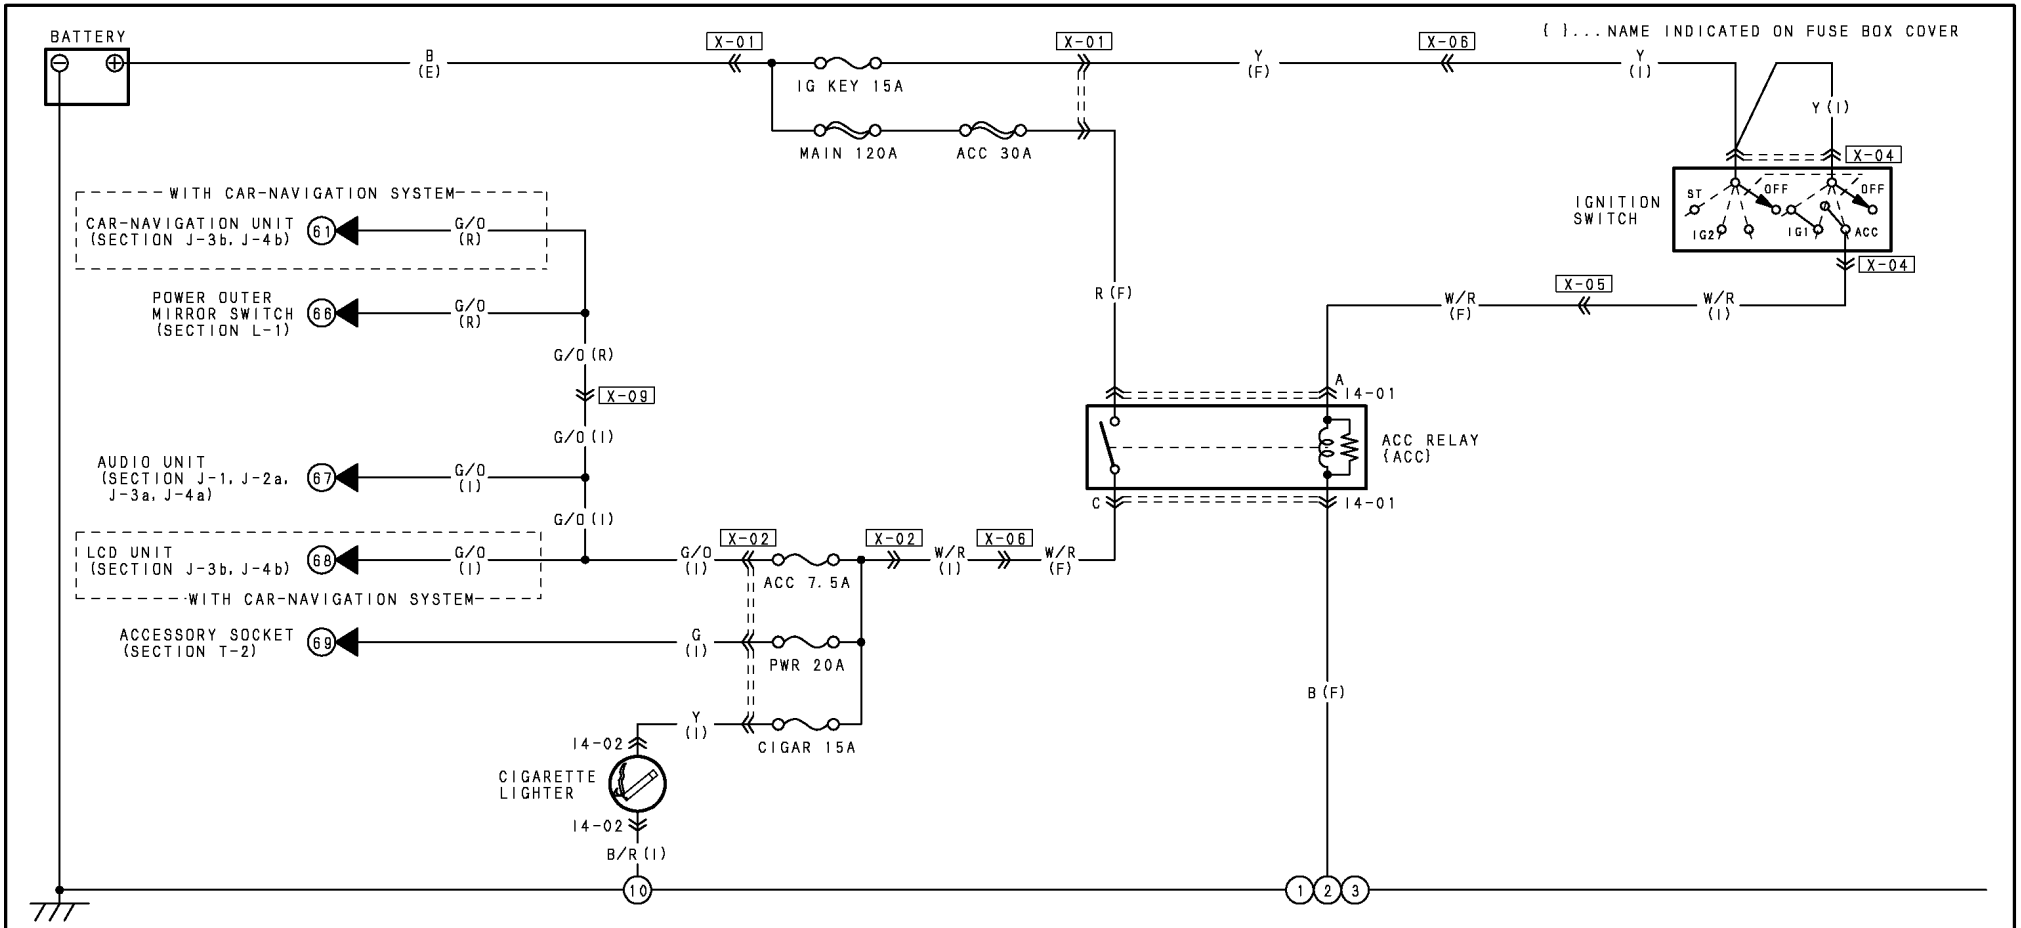 { }...NAME INDICATED ON FUSE BOX COVER
BATTERY
B
(E)
X-01
IG KEY 15A
X-01
Y
(F)
X-06
Y
(I)
Y(I)
MAIN 120A
ACC 30A
X-04
IGNITION
SWITCH
ST
OFF
IG2
OFF
IG1
ACC
X-04
WITH CAR-NAVIGATION SYSTEM
CAR-NAVIGATION UNIT
(SECTION J-3b, J-4b)
61
G/O
(R)
R(F)
W/R
(F)
X-05
W/R
(I)
POWER OUTER
MIRROR SWITCH
(SECTION L-1)
66
G/O
(R)
G/O(R)
X-09
G/O(I)
A
I4-01
ACC RELAY
{ACC}
C
I4-01
AUDIO UNIT
(SECTION J-1, J-2a,
J-3a, J-4a)
67
G/O
(I)
G/O(I)
LCD UNIT
(SECTION J-3b, J-4b)
68
G/O
(I)
WITH CAR-NAVIGATION SYSTEM
G/O
(I)
X-02
ACC 7.5A
X-02
W/R
(I)
X-06
W/R
(F)
ACCESSORY SOCKET
(SECTION T-2)
69
G
(I)
PWR 20A
B(F)
Y
(I)
CIGAR 15A
I4-02
CIGARETTE
LIGHTER
I4-02
B/R(I)
10
1
2
3